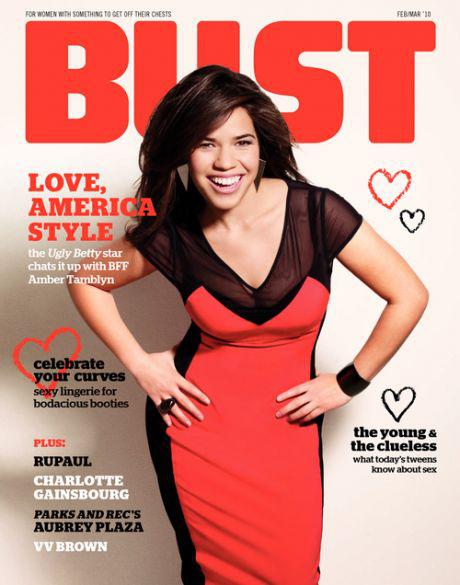 FOR WOMEN WITH SOMETHING TO GET OFF THEIR CHESTS
FEB/MAR '10
BUST
LOVE,
AMERICA
STYLE
the Ugly Betty star
chats it up with BFF
Amber Tamblyn
celebrate
your curves
sexy lingerie for
bodacious booties
PLUS:
RUPAUL
CHARLOTTE
GAINSBOURG
PARKS AND REC'S
AUBREY PLAZA
VV BROWN
the young &
the clueless
what today's tweens
know about sex